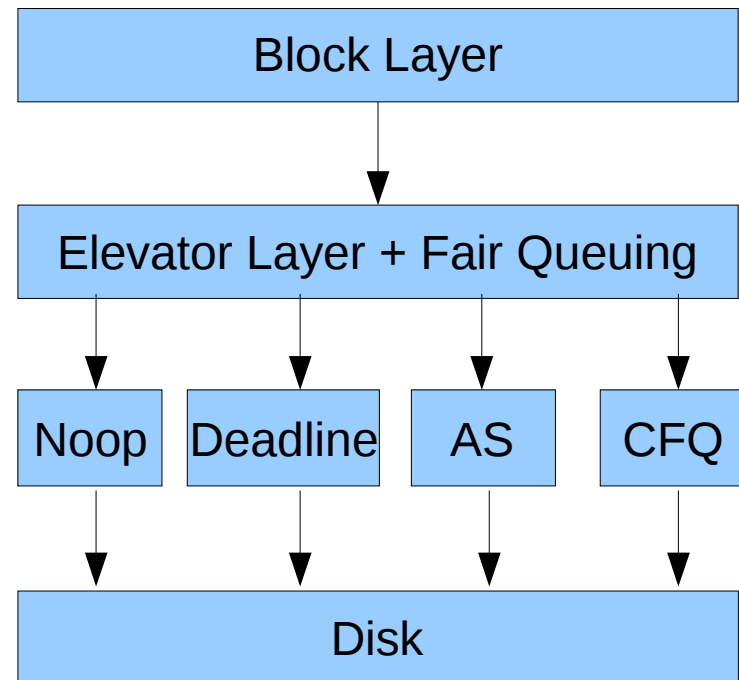 Block Layer
Elevator Layer + Fair Queuing
Noop
Deadline
AS
CFQ
Disk